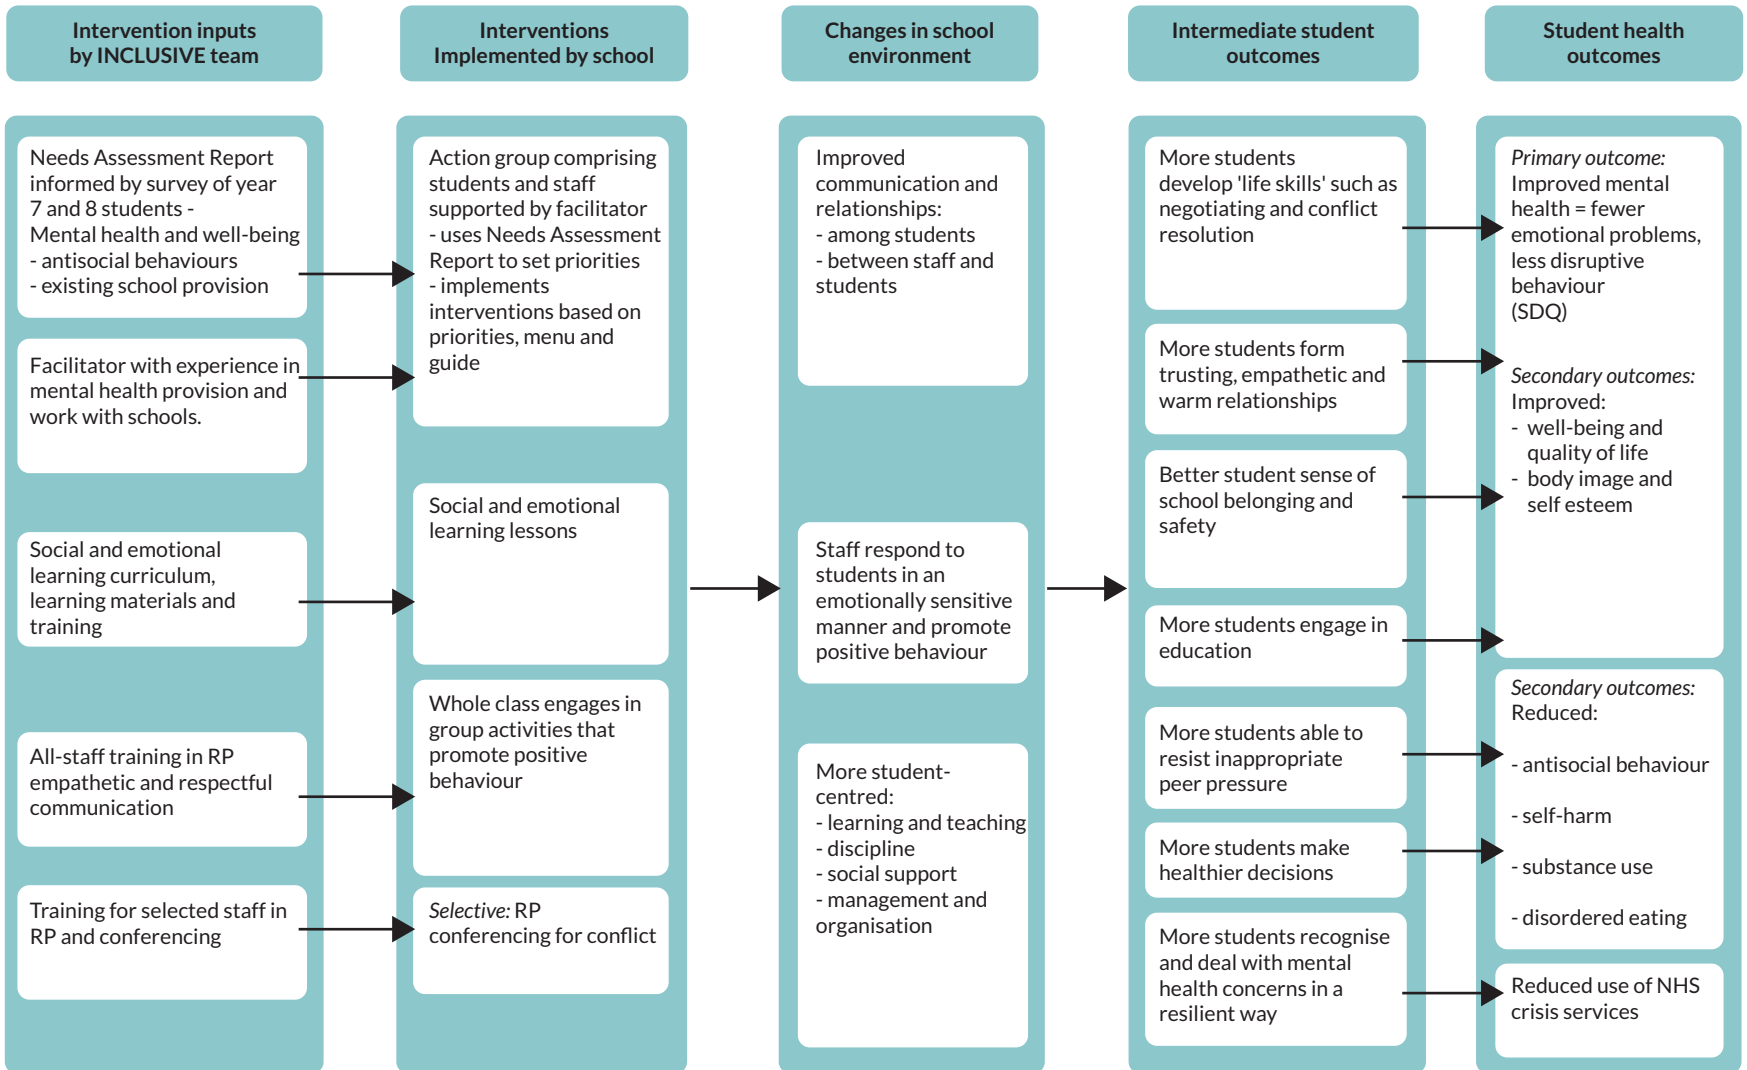 Intervention inputs
by INCLUSIVE team
Interventions
Implemented by school
Changes in school
environment
Intermediate student
outcomes
Student health
outcomes
Needs Assessment Report
informed by survey of year
7 and 8 students -
Mental health and well-being
- antisocial behaviours
- existing school provision
Facilitator with experience in
mental health provision and
work with schools.
Social and emotional
learning curriculum,
learning materials and
training
All-staff training in RP
empathetic and respectful
communication
Training for selected staff in
RP and conferencing
Action group comprising
students and staff
supported by facilitator
- uses Needs Assessment
Report to set priorities
- implements
interventions based on
priorities, menu and
guide
Social and emotional
learning lessons
Whole class engages in
group activities that
promote positive
behaviour
Selective: RP
conferencing for conflict
Improved
communication and
relationships:
- among students
- between staff and
students
Staff respond to
students in an
emotionally sensitive
manner and promote
positive behaviour
More student-
centred:
- learning and teaching
- discipline
- social support
- management and
organisation
More students
develop 'life skills' such as
negotiating and conflict
resolution
More students form
trusting, empathetic and
warm relationships
Better student sense of
school belonging and
safety
More students engage in
education
More students able to
resist inappropriate
peer pressure
More students make
healthier decisions
More students recognise
and deal with mental
health concerns in a
resilient way
Primary outcome:
Improved mental
health = fewer
emotional problems,
less disruptive
behaviour
(SDQ)
Secondary outcomes:
Improved:
- well-being and
quality of life
- body image and
self esteem
Secondary outcomes:
Reduced:
- antisocial behaviour
- self-harm
- substance use
- disordered eating
Reduced use of NHS
crisis services